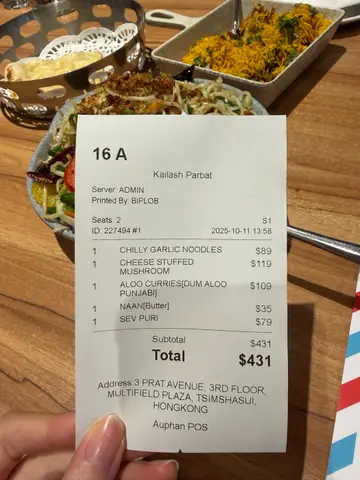 16 A
Kailash Parbat
Server: ADMIN
Printed By: BIPLOB
Seats: 2 S1
ID: 227494 #1 2025-10-11 13:58
1 CHILLY GARLIC NOODLES $89
1 CHEESE STUFFED $119
MUSHROOM
1 ALOO CURRIES[DUM ALOO $109
PUNJABI]
1 NAAN[Butter] $35
1 SEV PURI $79
Subtotal $431
Total $431
Address:3 PRAT AVENUE, 3RD FLOOR,
MULTIFIELD PLAZA, TSIMSHASUI,
HONGKONG
Auphan POS